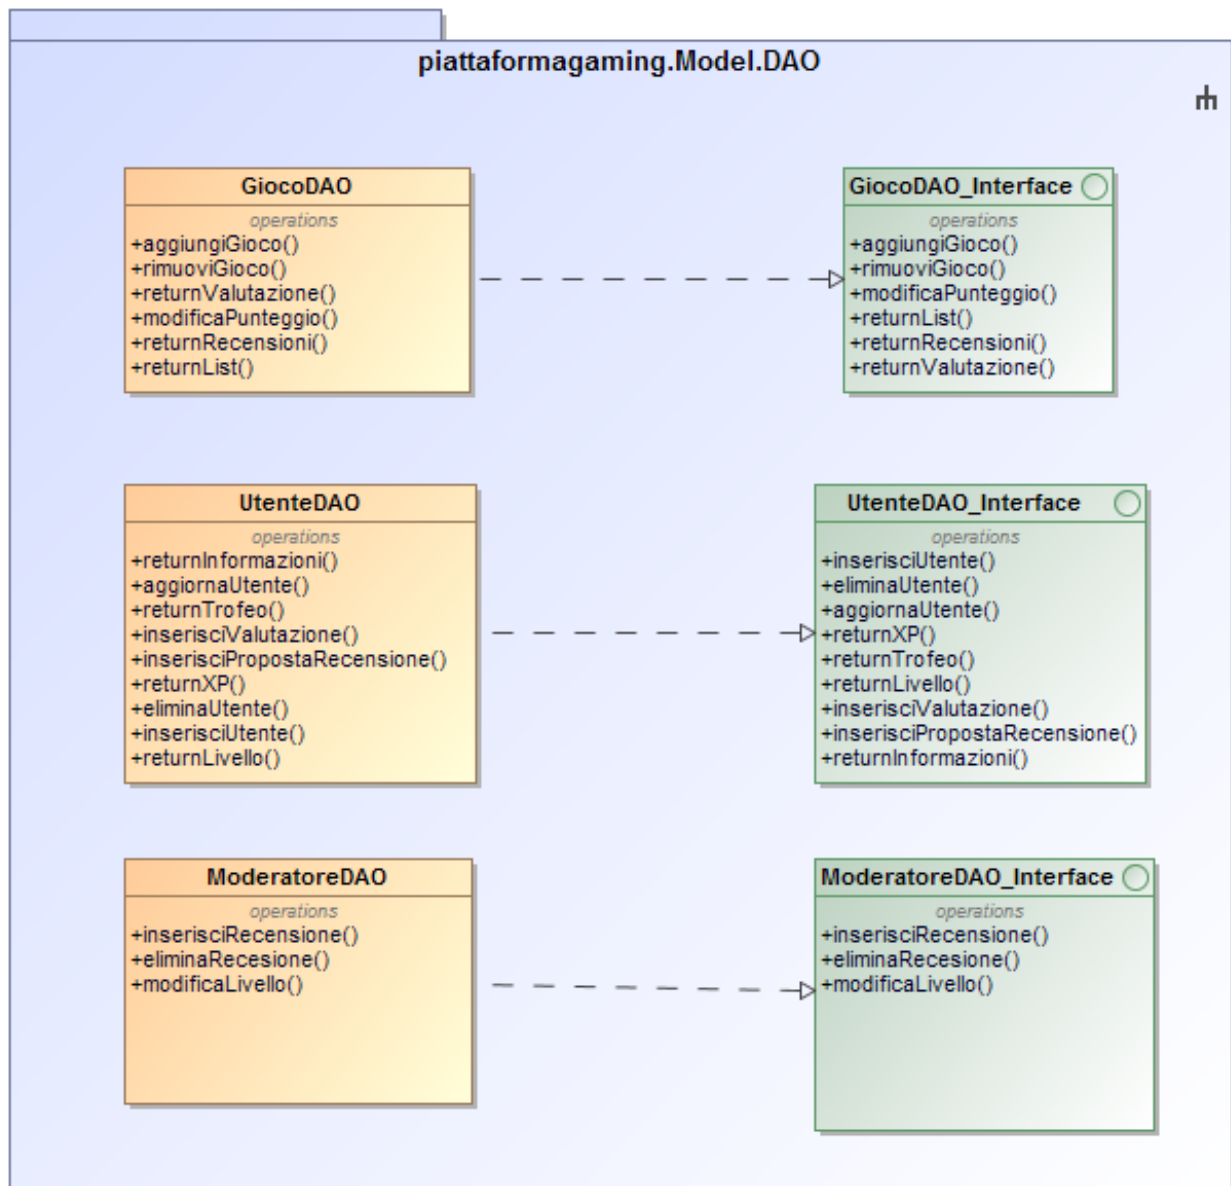 piattaformagaming.Model.DAO
GiocoDAO
operations
+aggiungiGioco()
+rimuoviGioco()
+returnValutazione()
+modificaPunteggio()
+returnRecensioni()
+returnList()
GiocoDAO_Interface
operations
+aggiungiGioco()
+rimuoviGioco()
+modificaPunteggio()
+returnList()
+returnRecensioni()
+returnValutazione()
UtenteDAO
operations
+returnInformazioni()
+aggiornaUtente()
+returnTrofeo()
+inserisciValutazione()
+inserisciPropostaRecensione()
+returnXP()
+eliminaUtente()
+inserisciUtente()
+returnLivello()
UtenteDAO_Interface
operations
+inserisciUtente()
+eliminaUtente()
+aggiornaUtente()
+returnXP()
+returnTrofeo()
+returnLivello()
+inserisciValutazione()
+inserisciPropostaRecensione()
+returnInformazioni()
ModeratoreDAO
operations
+inserisciRecensione()
+eliminaRecesione()
+modificaLivello()
ModeratoreDAO_Interface
operations
+inserisciRecensione()
+eliminaRecesione()
+modificaLivello()